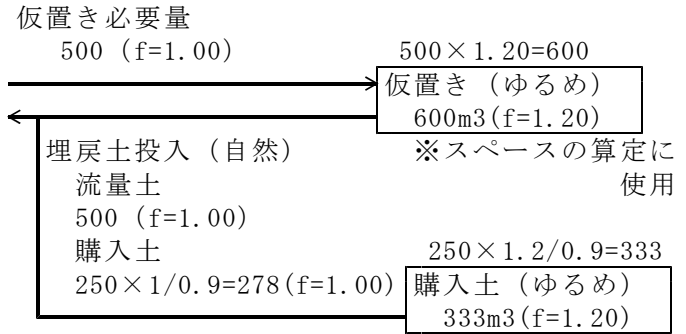 仮置き必要量
500 (f=1.00)
500×1.20=600
仮置き（ゆるめ）
600m3(f=1.20)
埋戻土投入（自然）
※スペースの算定に
使用
流量土
500 (f=1.00)
購入土
250×1/0.9=278(f=1.00)
250×1.2/0.9=333
購入土（ゆるめ）
333m3(f=1.20)